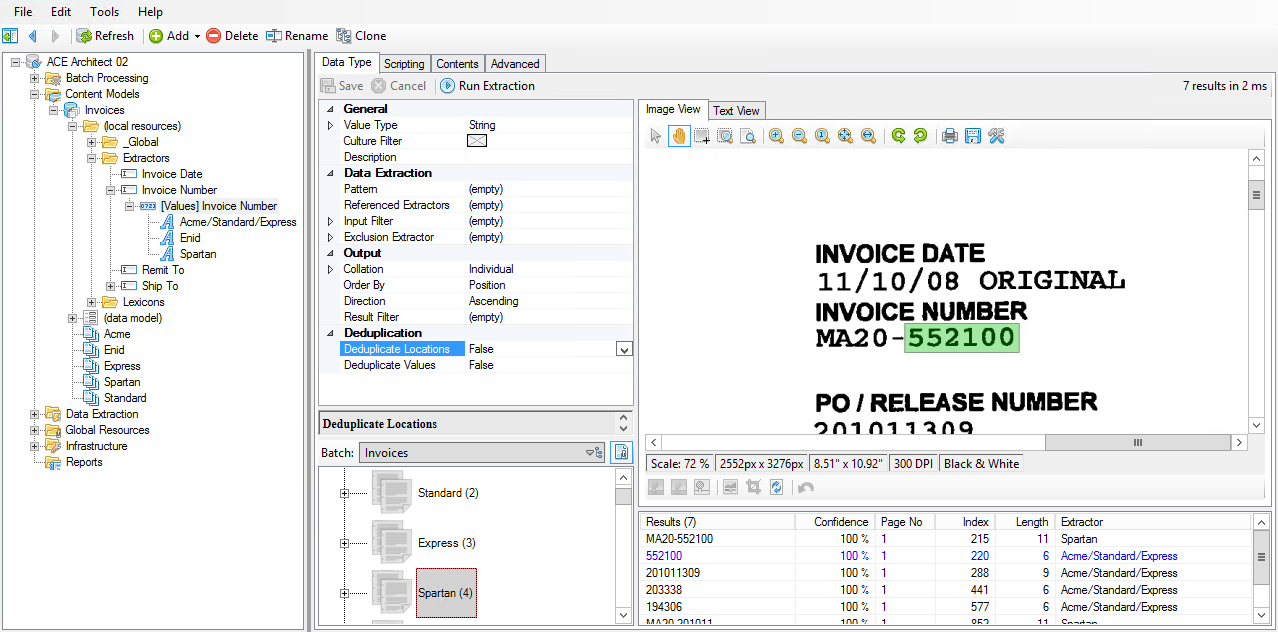 File Edit Tools Help
Refresh Add Delete Rename Clone
ACE Architect 02
Batch Processing
Content Models
Invoices
(local resources)
_Global
Extractors
Invoice Date
Invoice Number
[Values] Invoice Number
Acme/Standard/Express
Enid
Spartan
Remit To
Ship To
Lexicons
(data model)
Acme
Enid
Express
Spartan
Standard
Data Extraction
Global Resources
Infrastructure
Reports
Data Type Scripting Contents Advanced
Save Cancel Run Extraction 7 results in 2 ms
General
Value Type String
Culture Filter
Description
Data Extraction
Pattern (empty)
Referenced Extractors (empty)
Input Filter (empty)
Exclusion Extractor (empty)
Output
Collation Individual
Order By Position
Direction Ascending
Result Filter (empty)
Deduplication
Deduplicate Locations False
Deduplicate Values False
Deduplicate Locations
Batch: Invoices
Standard (2)
Express (3)
Spartan (4)
Image View Text View
INVOICE DATE
11/10/08 ORIGINAL
INVOICE NUMBER
MA20-552100
PO / RELEASE NUMBER
201011309
Scale: 72 % 2552px x 3276px 8.51" x 10.92" 300 DPI Black & White
Results (7) Confidence Page No Index Length Extractor
MA20-552100 100 % 1 215 11 Spartan
552100 100 % 1 220 6 Acme/Standard/Express
201011309 100 % 1 288 9 Acme/Standard/Express
203338 100 % 1 441 6 Acme/Standard/Express
194306 100 % 1 577 6 Acme/Standard/Express
MA20-201011 100 % 1 852 11 Spartan